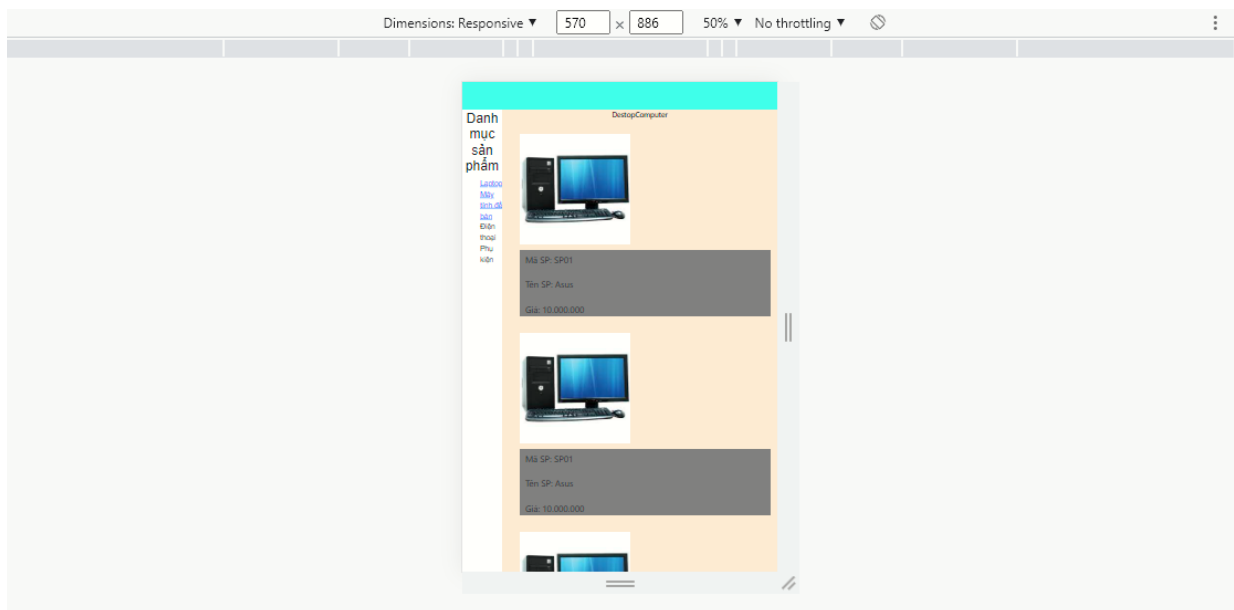 Dimensions: Responsive ▼ 570 × 886 50% ▼ No throttling ▼
DestopComputer
Danh
mục
sản
phẩm
Laptop
Máy
tính để
bàn
Điện
thoại
Phụ
kiện
Mã SP: SP01
Tên SP: Asus
Giá: 10.000.000
Mã SP: SP01
Tên SP: Asus
Giá: 10.000.000